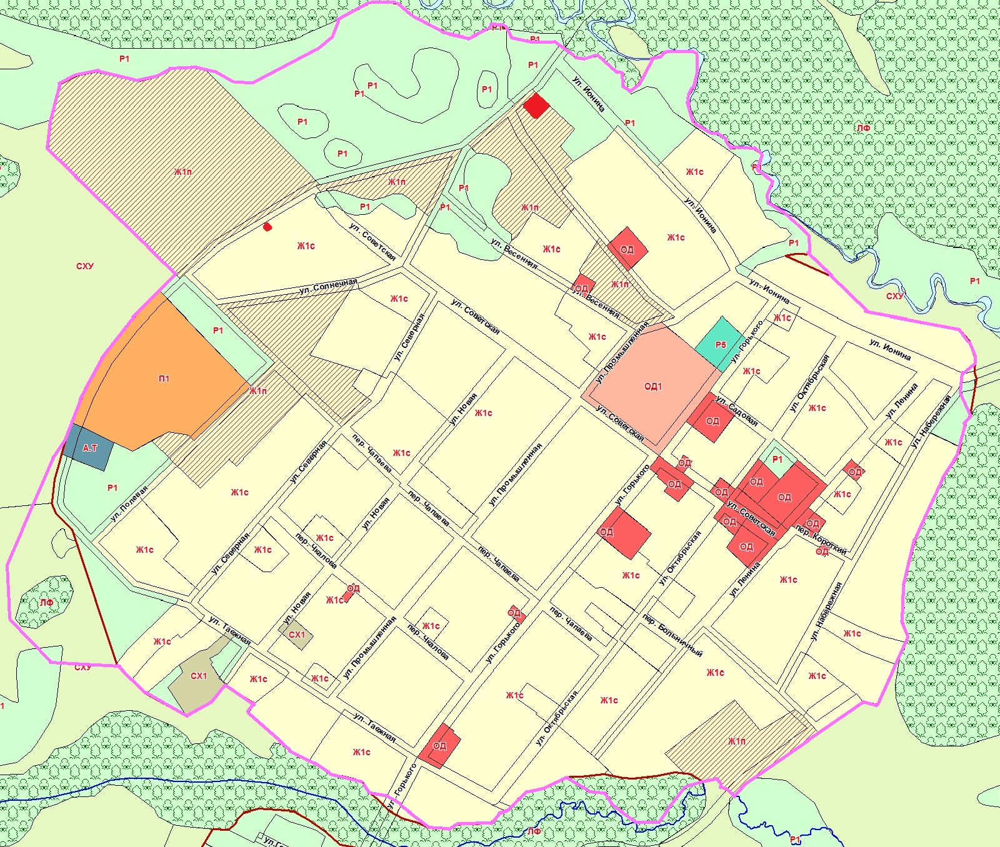 Р1
Р1
Р1
Р1
Р1
Р1
Р1
Р1
ул. Ионина
Р1
Р1
ЛФ
Р1
Ж1п
Ж1с
Р1
Ж1п
Р1
Р1
Р1
Ж1п
ул. Ионина
ул. Советская
Ж1с
Ж1с
Ж1с
Р1
ул. Весенняя
ОД
СХУ
ул. Солнечная
ОД
Ж1п
ул. Ионина
Р1
СХУ
Ж1с
ул. Весенняя
ул. Советская
Ж1с
Р1
ул. Северная
Ж1с
ул. Промышленная
Р5
ул. Горького
ул. Ионина
П1
Ж1с
ОД1
Ж1п
ул. Октябрьская
ул. Новая
Ж1с
ул. Садовая
Ж1с
ул. Ленина
ул. Набережная
ул. Советская
ОД
А.Т
пер. Чапаева
Ж1с
Ж1с
ул. Северная
Р1
ОД
ОД
ул. Промышленная
Р1
ул. Горького
ОД
ОД
ОД
ОД
Ж1с
Ж1с
ул. Полевая
пер. Чапаева
ул. Новая
ул. Советская
ОД
ОД
пер. Короткий
ОД
Ж1с
пер. Чкалова
ОД
ОД
Ж1с
Ж1с
ул. Северная
пер. Чапаева
ул. Октябрьская
Ж1с
ул. Ленина
Ж1с
ОД
Ж1с
ЛФ
ул. Новая
ОД
ул. Набережная
Ж1с
пер. Чапаева
пер. Больничный
ул. Таежная
СХ1
Ж1с
пер. Чкалова
ул. Горького
Ж1с
ул. Промышленная
СХУ
СХ1
Ж1с
Ж1с
Ж1с
Ж1с
Ж1с
Ж1с
1
ул. Октябрьская
ул. Таежная
Ж1с
ОД
Ж1п
ул. Горького
ЛФ
Р1